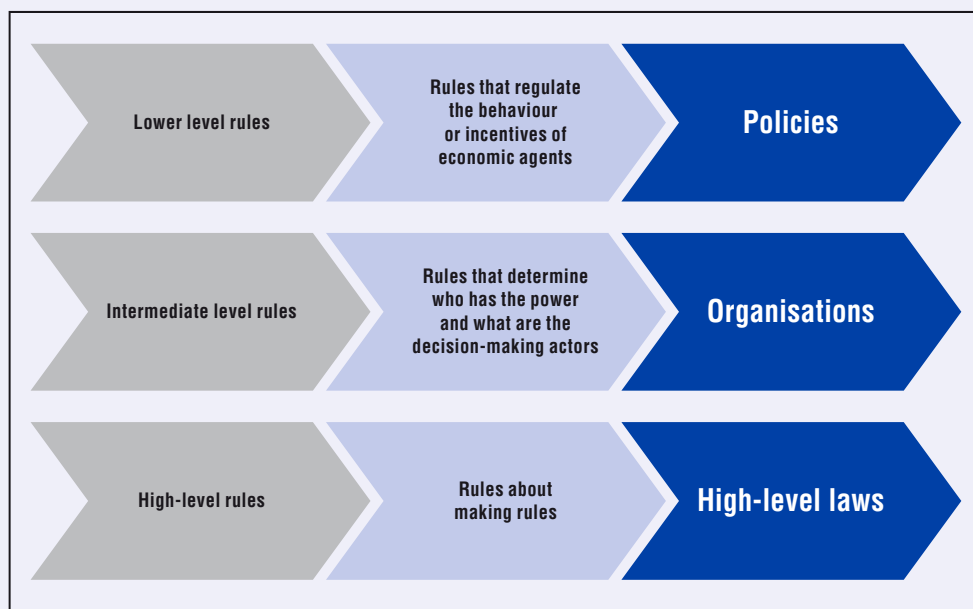 Lower level rules
Rules that regulate
the behaviour
or incentives of
economic agents
Policies
Intermediate level rules
Rules that determine
who has the power
and what are the
decision-making actors
Organisations
High-level rules
Rules about
making rules
High-level laws